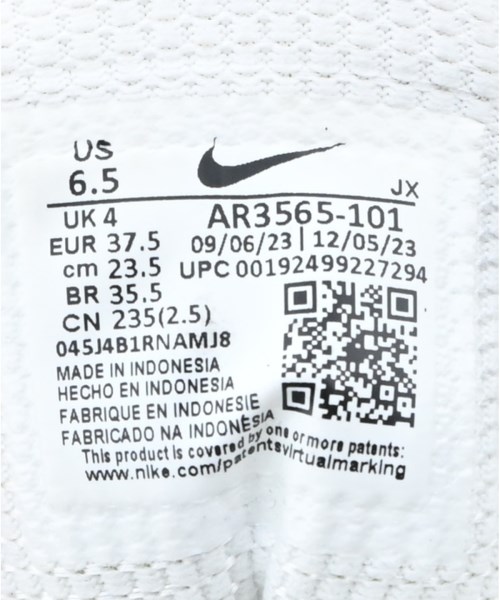 US
6.5
JX
UK 4
AR3565-101
EUR 37.5
09/06/23 | 12/05/23
cm 23.5
UPC 00192499227294
BR 35.5
CN 235(2.5)
045J4B1RNAMJ8
MADE IN INDONESIA
HECHO EN INDONESIA
FABRIQUE EN INDONESIE
FABRICADO NA INDONÉSIA
This product is covered by one or more patents:
www.nike.com/patentsvirtualmarking